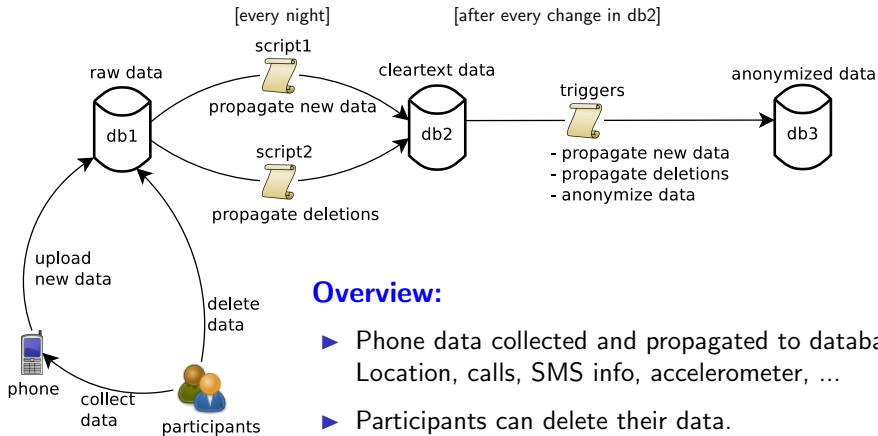 [every night]
[after every change in db2]
script1
raw data
cleartext data
triggers
anonymized data
propagate new data
db1
db2
db3
script2
- propagate new data
- propagate deletions
- anonymize data
propagate deletions
upload
new data
delete
data
Overview:
Phone data collected and propagated to databa
Location, calls, SMS info, accelerometer, ...
phone
collect
data
participants
Participants can delete their data.